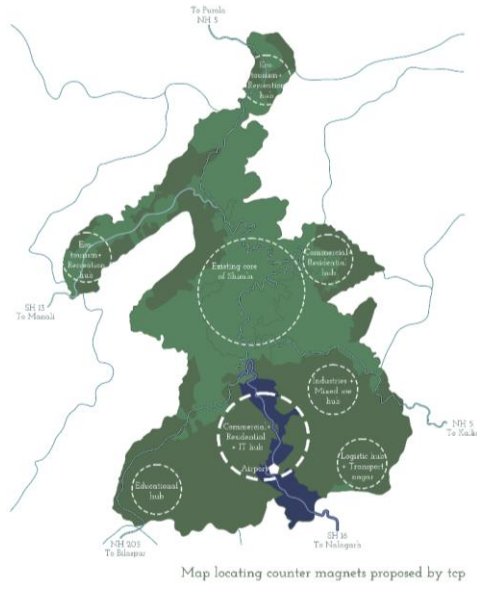 To
NH 5
Eco
tourism+
Recreation
hub
Eco
tourism+
Recreation
hub
Commercial+
Residential
hub
Existing core
of Shimla
SH 13
To Manali
Industries +
Mixed use
hub
Commercial+
Residential
+ IT hub
NH 5
To
Logistic hub
+ Transport
nagar
Airport
Educational
hub
SH 16
To Nalagarh
NH 205
To Bilaspur
Map locating counter magnets proposed by tcp